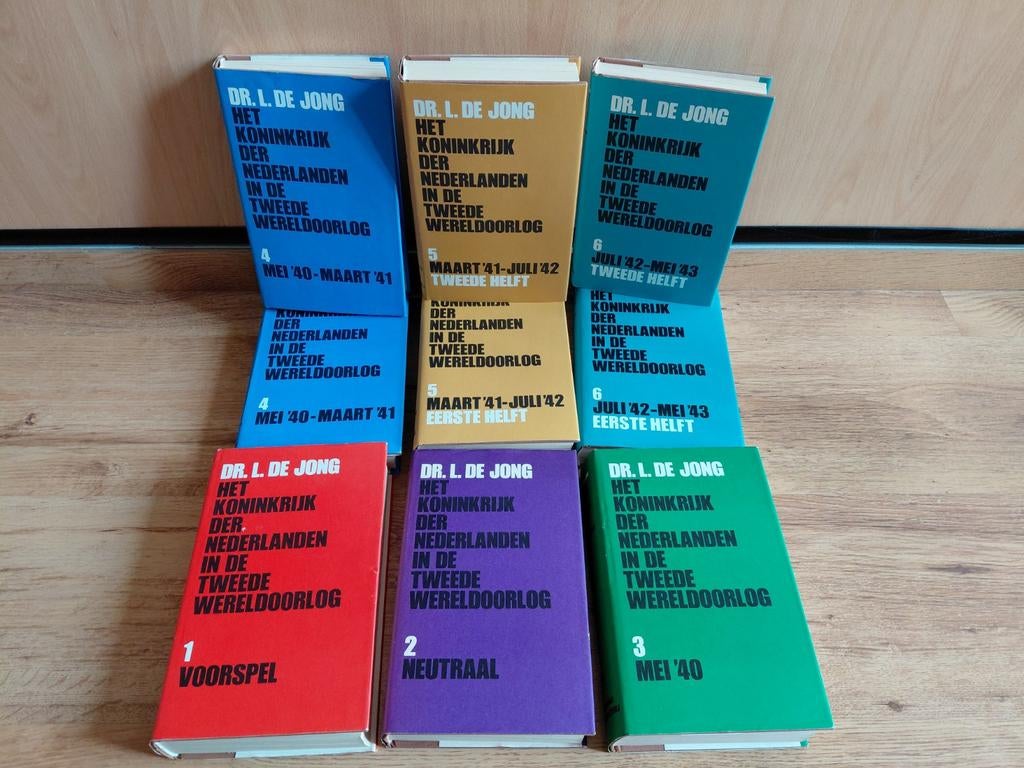 DR. L. DE JONG
HET
KONINKRIJK
DER
NEDERLANDEN
IN DE
TWEEDE
WERELDOORLOG
4
MEI '40-MAART '41
DR. L. DE JONG
HET
KONINKRIJK
DER
NEDERLANDEN
IN DE
TWEEDE
WERELDOORLOG
5
MAART '41-JULI '42
TWEEDE HELFT
DR. L. DE JONG
HET
KONINKRIJK
DER
NEDERLANDEN
IN DE
TWEEDE
WERELDOORLOG
6
JULI '42-MEI '43
TWEEDE HELFT
KONINKRIJK
DER
NEDERLANDEN
IN DE
TWEEDE
WERELDOORLOG
4
MEI '40-MAART '41
KONINKRIJK
DER
NEDERLANDEN
IN DE
TWEEDE
WERELDOORLOG
5
MAART '41-JULI '42
EERSTE HELFT
HET
KONINKRIJK
DER
NEDERLANDEN
IN DE
TWEEDE
WERELDOORLOG
6
JULI '42-MEI '43
EERSTE HELFT
DR. L. DE JONG
HET
KONINKRIJK
DER
NEDERLANDEN
IN DE
TWEEDE
WERELDOORLOG
1
VOORSPEL
DR. L. DE JONG
HET
KONINKRIJK
DER
NEDERLANDEN
IN DE
TWEEDE
WERELDOORLOG
2
NEUTRAAL
DR. L. DE JONG
HET
KONINKRIJK
DER
NEDERLANDEN
IN DE
TWEEDE
WERELDOORLOG
3
MEI '40